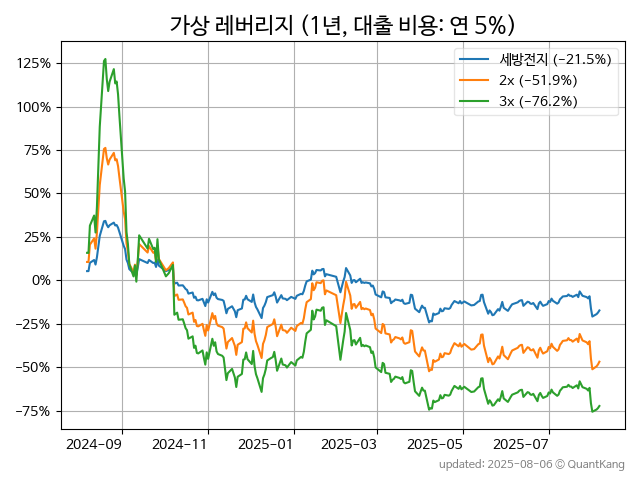 가상 레버리지 (1년, 대출 비용: 연 5%)
세방전지 (-21.5%)
2x (-51.9%)
3x (-76.2%)
125%
100%
75%
50%
25%
0%
-25%
-50%
-75%
2024-09 2024-11 2025-01 2025-03 2025-05 2025-07
updated: 2025-08-06 © QuantKang